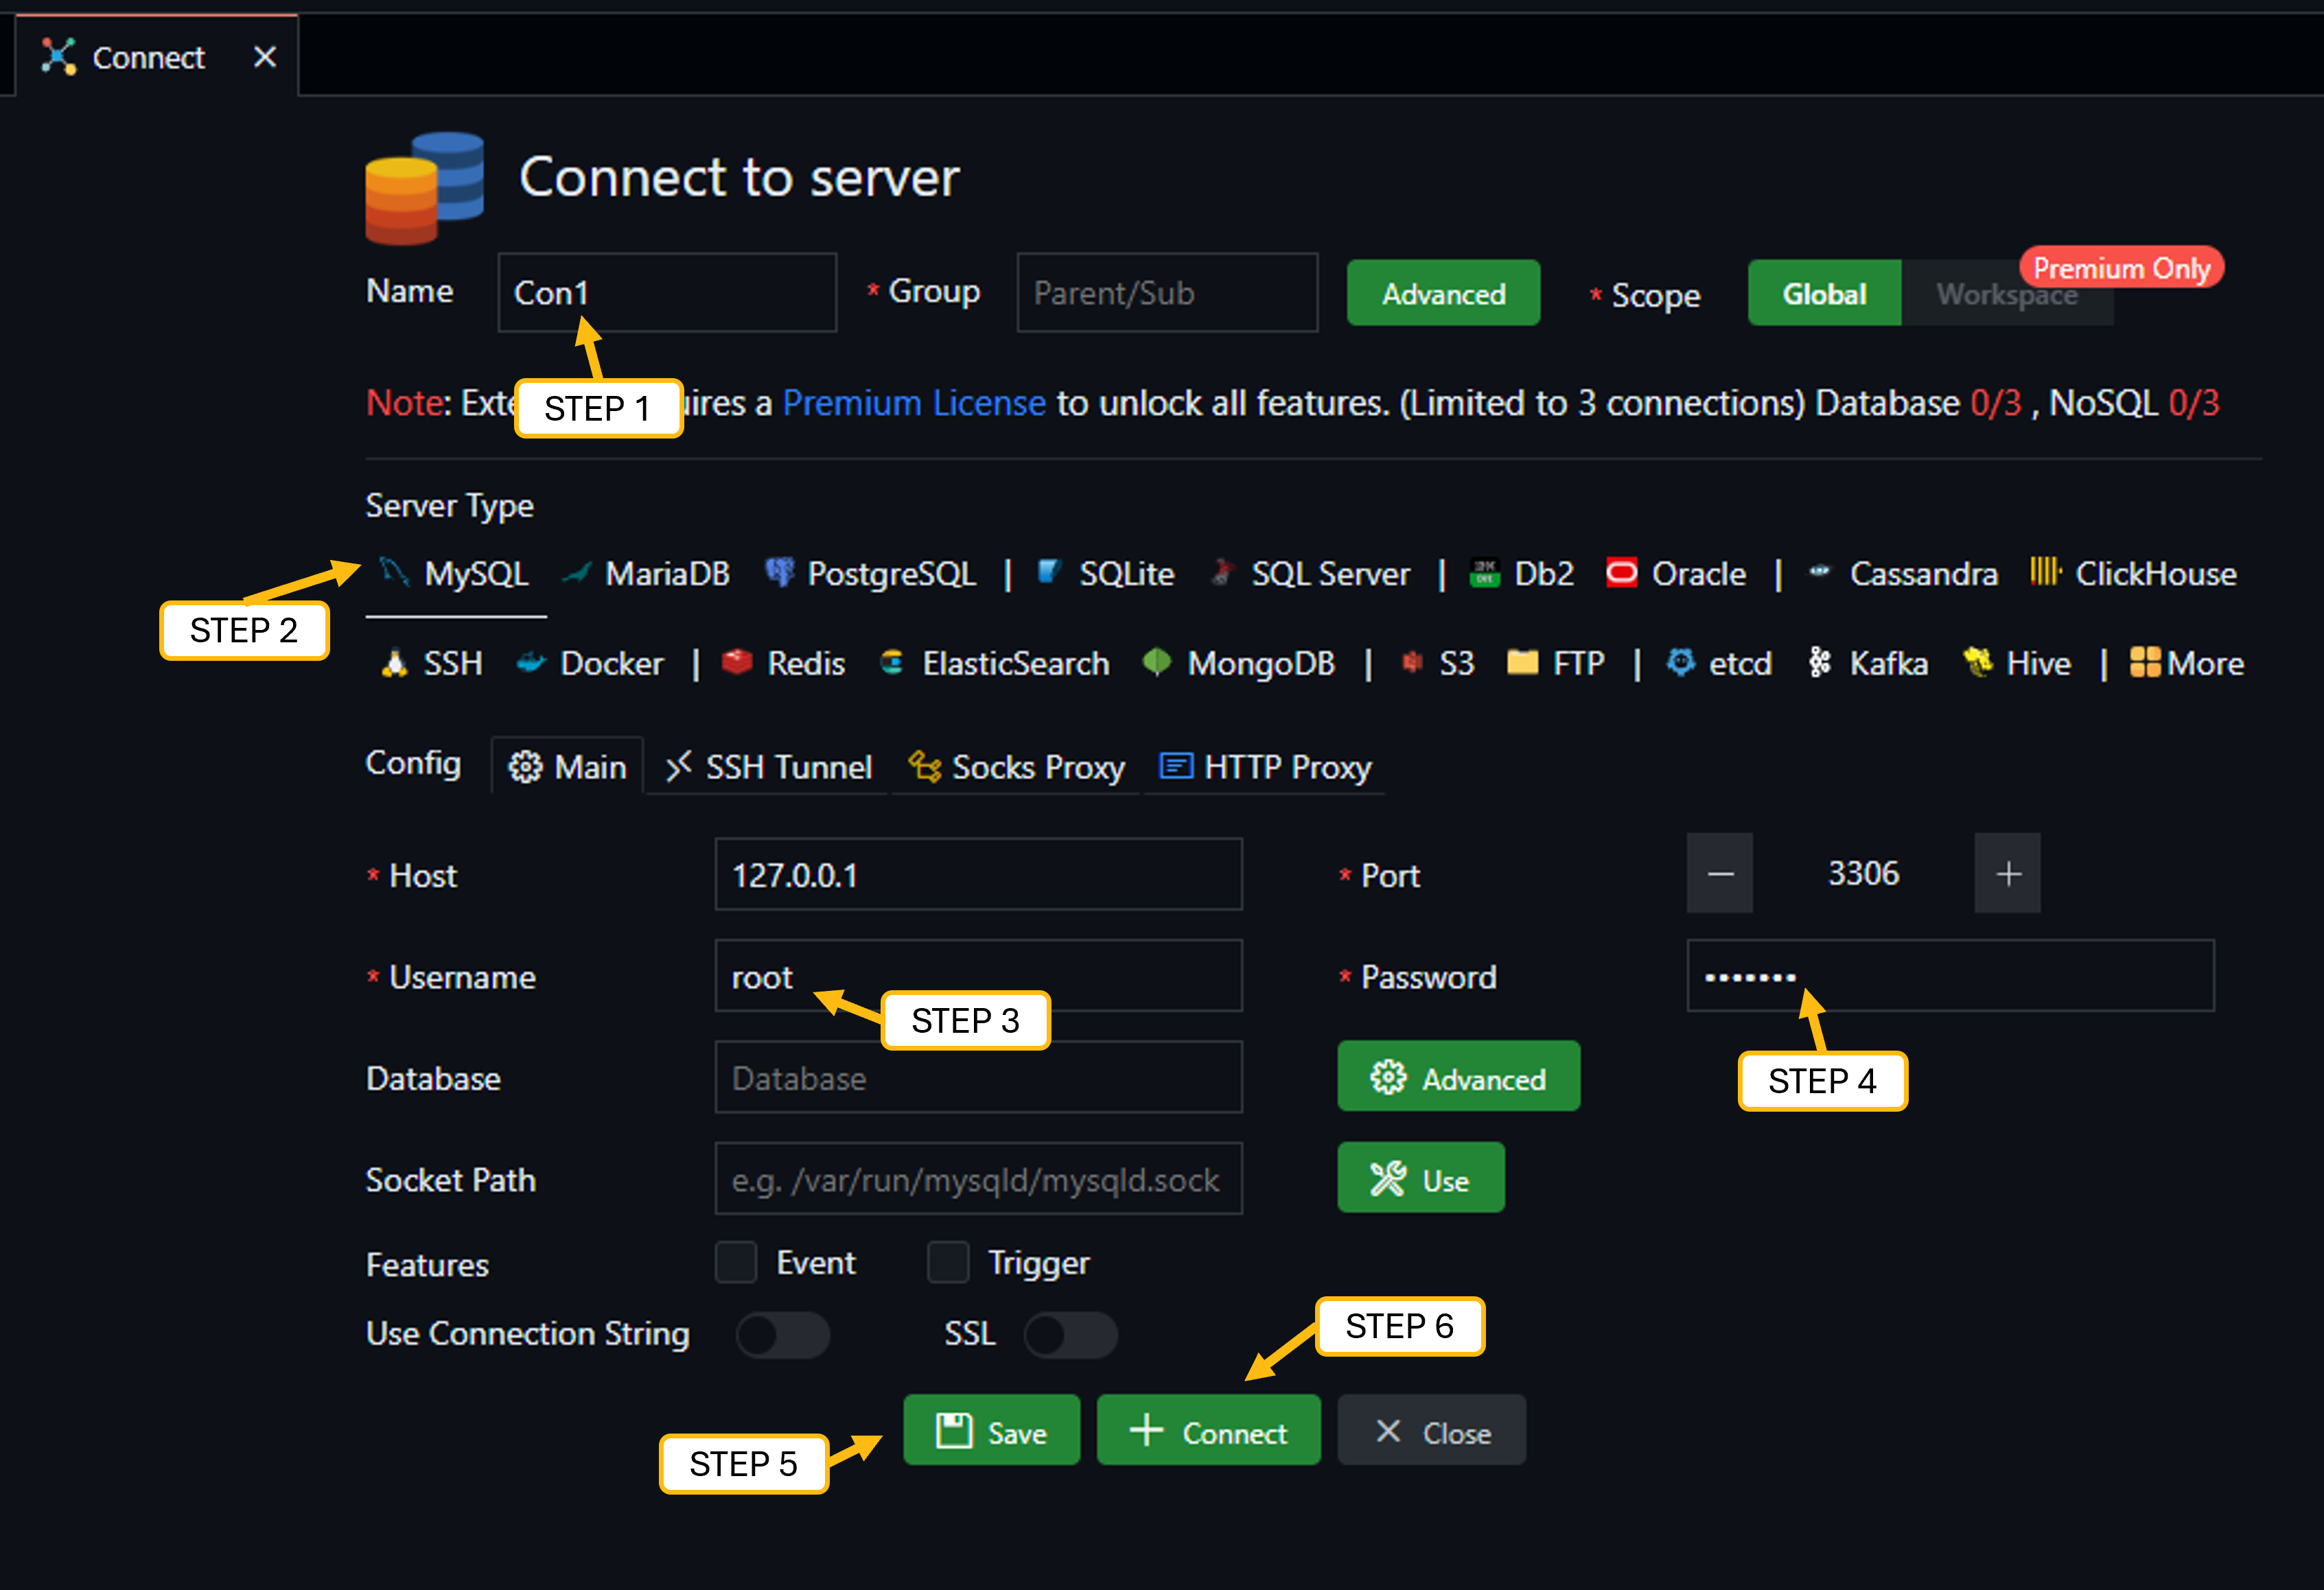 Connect
Connect to server
Name Con1 * Group Parent/Sub Advanced * Scope Global Workspace Premium Only
STEP 1
Note: Exte uires a Premium License to unlock all features. (Limited to 3 connections) Database 0/3 , NoSQL 0/3
Server Type
MySQL MariaDB PostgreSQL | SQLite SQL Server | Db2 Oracle | Cassandra ClickHouse
STEP 2
SSH Docker | Redis ElasticSearch MongoDB | S3 FTP | etcd Kafka Hive | More
Config Main SSH Tunnel Socks Proxy HTTP Proxy
* Host 127.0.0.1 * Port 3306
* Username root * Password •••••••
STEP 3
STEP 4
Database Database Advanced
Socket Path e.g. /var/run/mysqld/mysqld.sock Use
Features Event Trigger
Use Connection String SSL
STEP 6
Save Connect Close
STEP 5